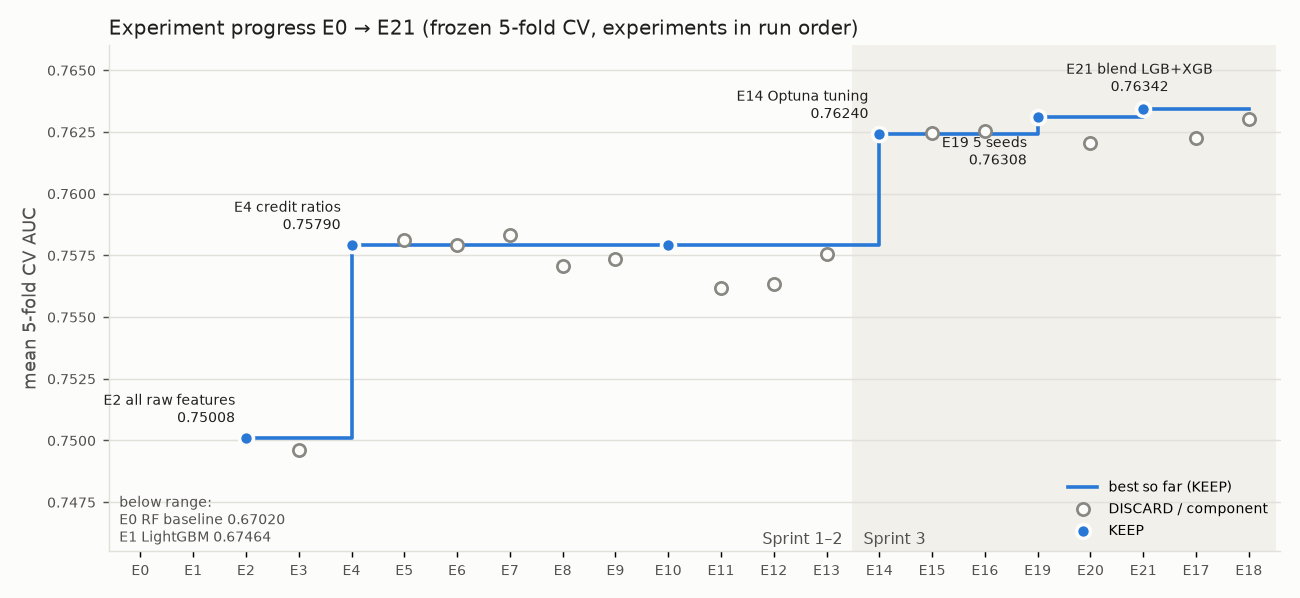 Experiment progress E0 → E21 (frozen 5-fold CV, experiments in run order)
mean 5-fold CV AUC
0.7650
0.7625
0.7600
0.7575
0.7550
0.7525
0.7500
0.7475
E21 blend LGB+XGB
0.76342
E14 Optuna tuning
0.76240
E19 5 seeds
0.76308
E4 credit ratios
0.75790
E2 all raw features
0.75008
below range:
E0 RF baseline 0.67020
E1 LightGBM 0.67464
best so far (KEEP)
DISCARD / component
KEEP
Sprint 1–2
Sprint 3
E0 E1 E2 E3 E4 E5 E6 E7 E8 E9 E10 E11 E12 E13 E14 E15 E16 E19 E20 E21 E17 E18